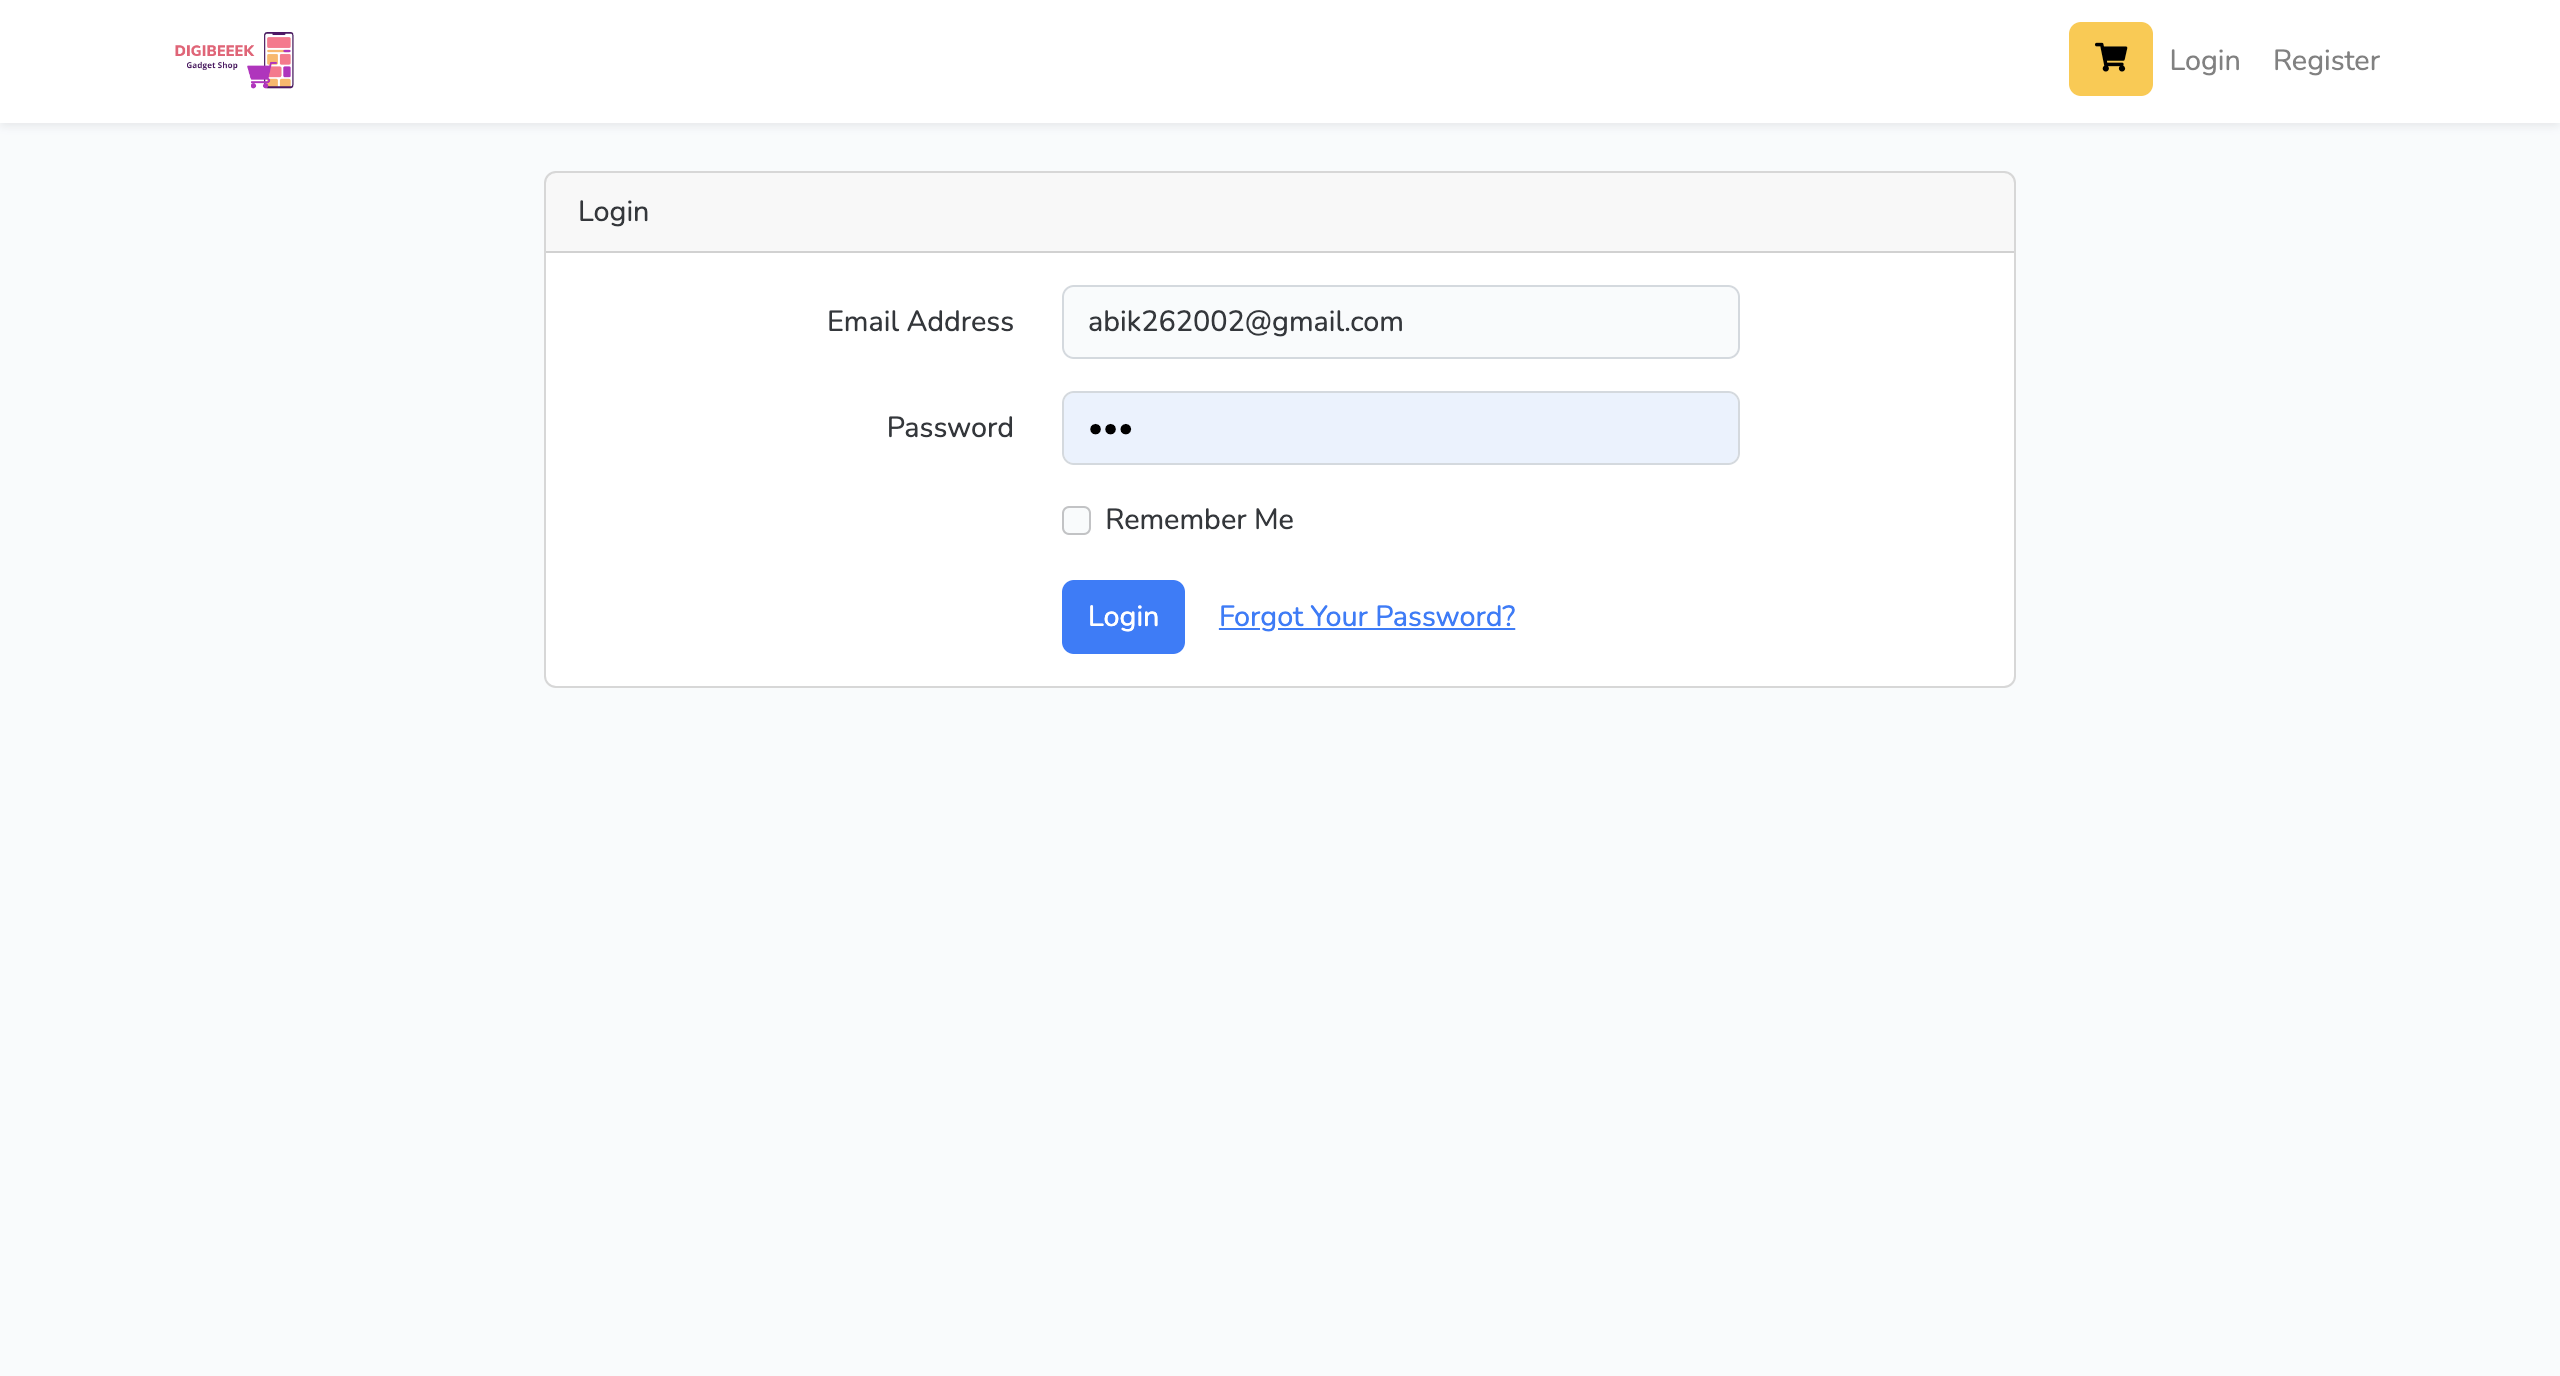 DIGIBEEEK
Gadget Shop
Login Register
Login
Email Address abik262002@gmail.com
Password •••
Remember Me
Login Forgot Your Password?